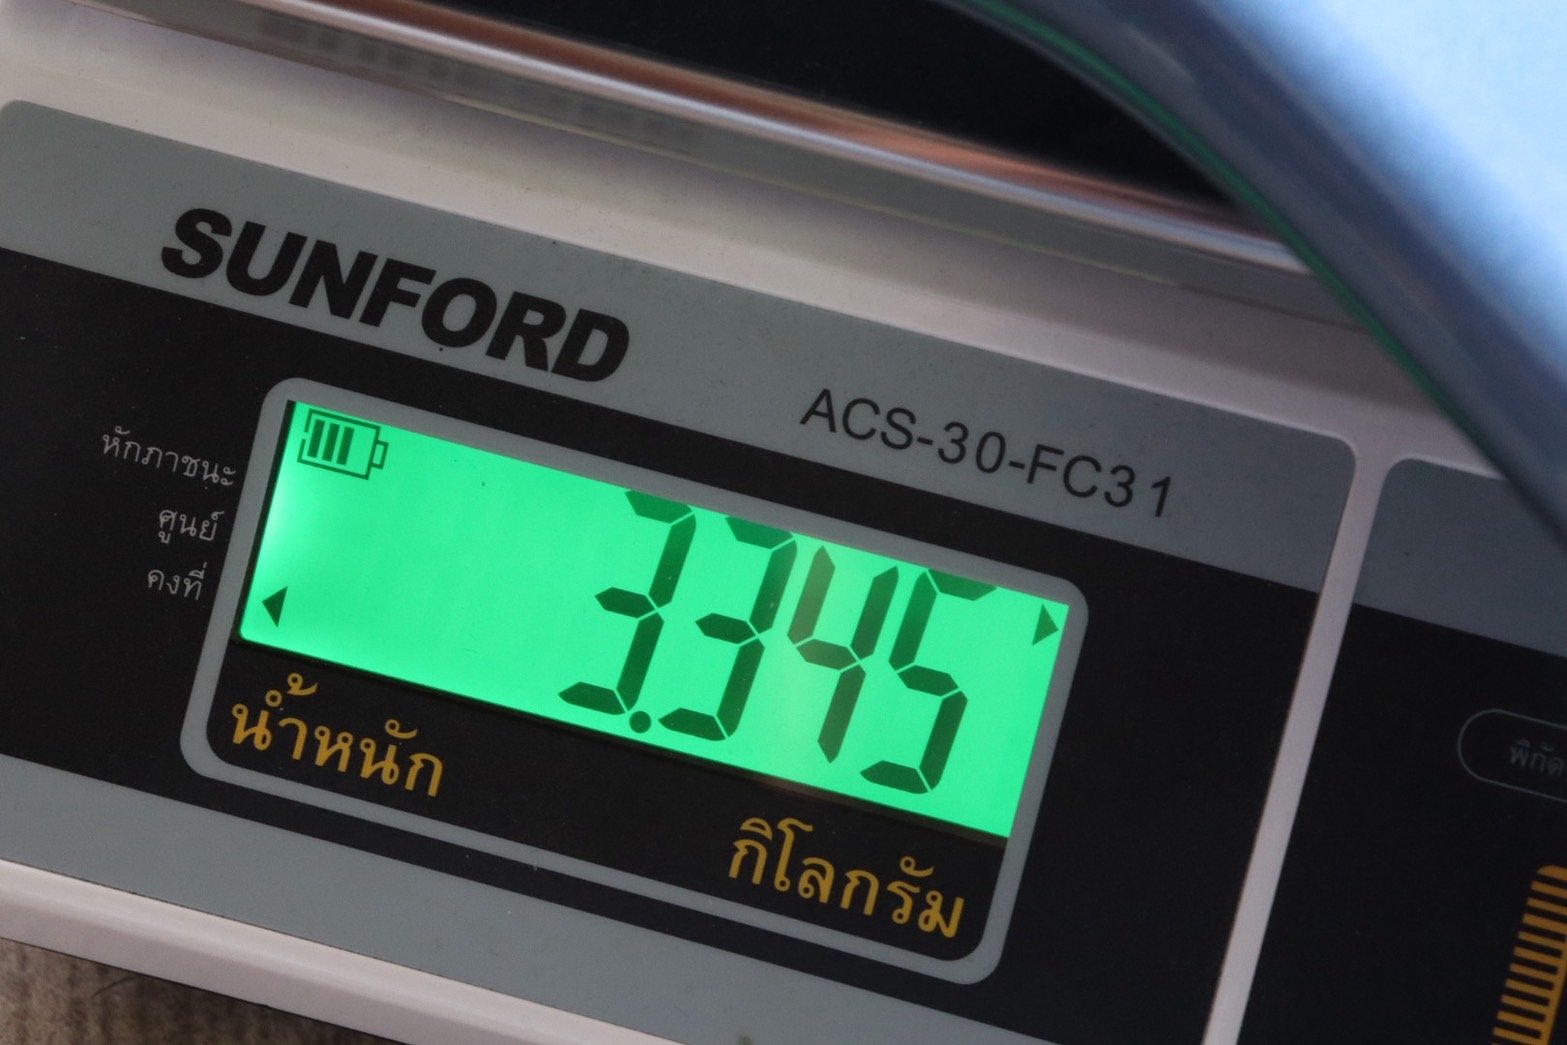 SUNFORD
ACS-30-FC31
หักภาชนะ
ศูนย์
คงที่
3.345
น้ำหนัก
กิโลกรัม